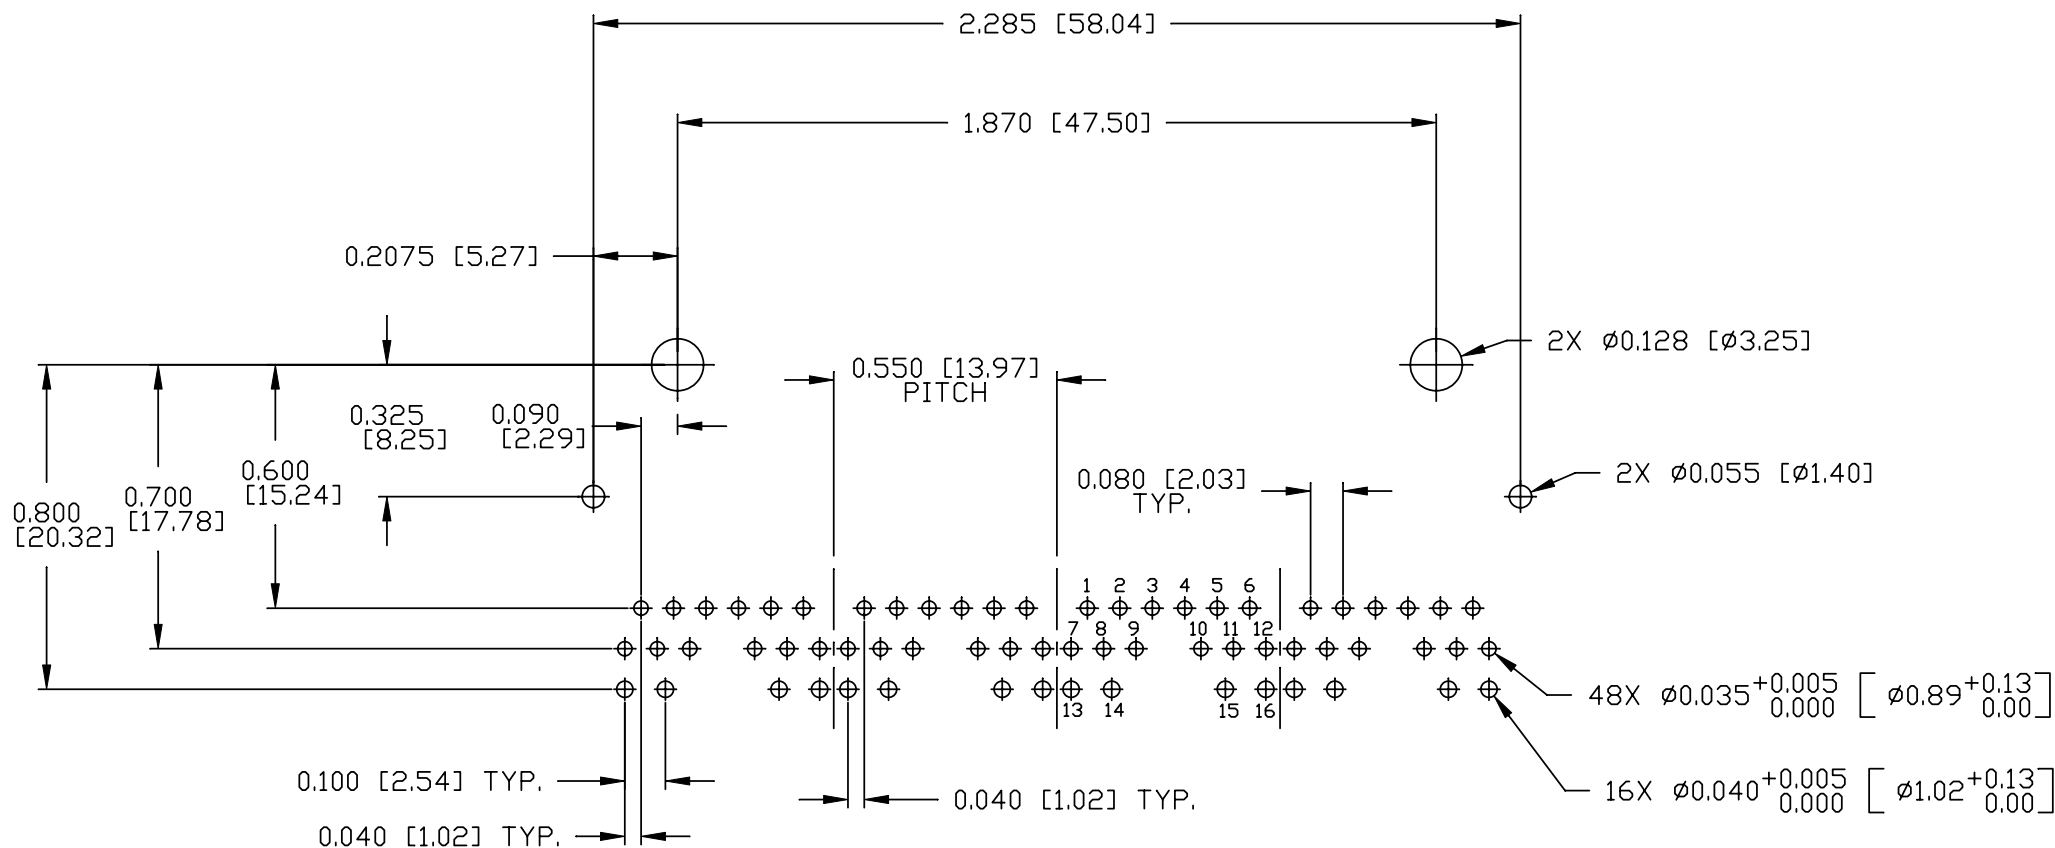 2.285 [58.04]
1.870 [47.50]
0.2075 [5.27]
2X ø0.128 [ø3.25]
0.550 [13.97]
PITCH
0.325
[8.25]
0.090
[2.29]
0.600
[15.24]
0.080 [2.03]
TYP.
2X ø0.055 [ø1.40]
0.700
[17.78]
0.800
[20.32]
1 2 3 4 5 6
7 8 9 10 11 12
13 14 15 16
48X ø0.035+0.005 [ ø0.89+0.13 ]
0.000 0.00
0.100 [2.54] TYP.
0.040 [1.02] TYP.
16X ø0.040+0.005 [ ø1.02+0.13 ]
0.000 0.00
0.040 [1.02] TYP.